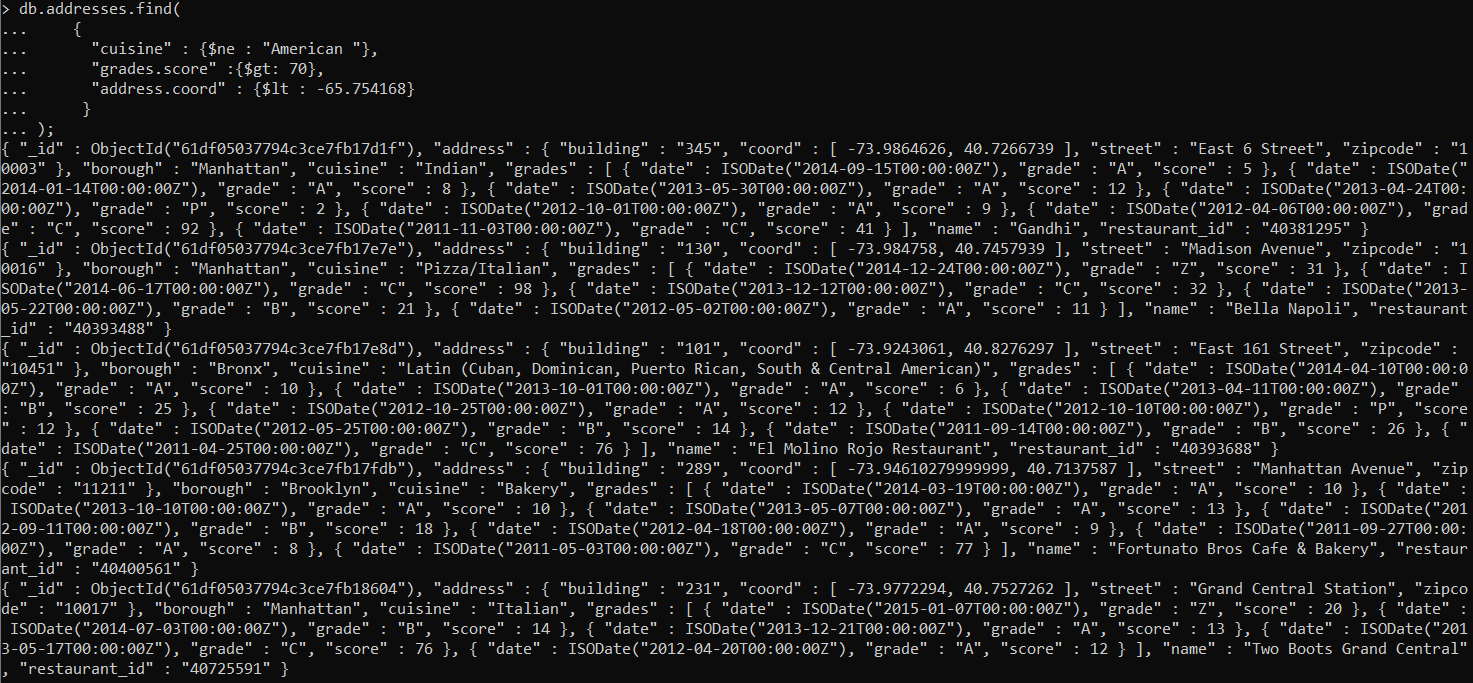 > db.addresses.find(
...     {
...       "cuisine" : {$ne : "American "},
...       "grades.score" :{$gt: 70},
...       "address.coord" : {$lt : -65.754168}
...      }
... );
{ "_id" : ObjectId("61df05037794c3ce7fb17d1f"), "address" : { "building" : "345", "coord" : [ -73.9864626, 40.7266739 ], "street" : "East 6 Street", "zipcode" : "1
0003" }, "borough" : "Manhattan", "cuisine" : "Indian", "grades" : [ { "date" : ISODate("2014-09-15T00:00:00Z"), "grade" : "A", "score" : 5 }, { "date" : ISODate("
2014-01-14T00:00:00Z"), "grade" : "A", "score" : 8 }, { "date" : ISODate("2013-05-30T00:00:00Z"), "grade" : "A", "score" : 12 }, { "date" : ISODate("2013-04-24T00:
00:00Z"), "grade" : "P", "score" : 2 }, { "date" : ISODate("2012-10-01T00:00:00Z"), "grade" : "A", "score" : 9 }, { "date" : ISODate("2012-04-06T00:00:00Z"), "grad
e" : "C", "score" : 92 }, { "date" : ISODate("2011-11-03T00:00:00Z"), "grade" : "C", "score" : 41 } ], "name" : "Gandhi", "restaurant_id" : "40381295" }
{ "_id" : ObjectId("61df05037794c3ce7fb17e7e"), "address" : { "building" : "130", "coord" : [ -73.984758, 40.7457939 ], "street" : "Madison Avenue", "zipcode" : "1
0016" }, "borough" : "Manhattan", "cuisine" : "Pizza/Italian", "grades" : [ { "date" : ISODate("2014-12-24T00:00:00Z"), "grade" : "Z", "score" : 31 }, { "date" : I
SODate("2014-06-17T00:00:00Z"), "grade" : "C", "score" : 98 }, { "date" : ISODate("2013-12-12T00:00:00Z"), "grade" : "C", "score" : 32 }, { "date" : ISODate("2013-
05-22T00:00:00Z"), "grade" : "B", "score" : 21 }, { "date" : ISODate("2012-05-02T00:00:00Z"), "grade" : "A", "score" : 11 } ], "name" : "Bella Napoli", "restaurant
_id" : "40393488" }
{ "_id" : ObjectId("61df05037794c3ce7fb17e8d"), "address" : { "building" : "101", "coord" : [ -73.9243061, 40.8276297 ], "street" : "East 161 Street", "zipcode" :
"10451" }, "borough" : "Bronx", "cuisine" : "Latin (Cuban, Dominican, Puerto Rican, South & Central American)", "grades" : [ { "date" : ISODate("2014-04-10T00:00:0
0Z"), "grade" : "A", "score" : 10 }, { "date" : ISODate("2013-10-01T00:00:00Z"), "grade" : "A", "score" : 6 }, { "date" : ISODate("2013-04-11T00:00:00Z"), "grade"
: "B", "score" : 25 }, { "date" : ISODate("2012-10-25T00:00:00Z"), "grade" : "A", "score" : 12 }, { "date" : ISODate("2012-10-10T00:00:00Z"), "grade" : "P", "score
" : 12 }, { "date" : ISODate("2012-05-25T00:00:00Z"), "grade" : "B", "score" : 14 }, { "date" : ISODate("2011-09-14T00:00:00Z"), "grade" : "B", "score" : 26 }, { "
date" : ISODate("2011-04-25T00:00:00Z"), "grade" : "C", "score" : 76 } ], "name" : "El Molino Rojo Restaurant", "restaurant_id" : "40393688" }
{ "_id" : ObjectId("61df05037794c3ce7fb17fdb"), "address" : { "building" : "289", "coord" : [ -73.94610279999999, 40.7137587 ], "street" : "Manhattan Avenue", "zip
code" : "11211" }, "borough" : "Brooklyn", "cuisine" : "Bakery", "grades" : [ { "date" : ISODate("2014-03-19T00:00:00Z"), "grade" : "A", "score" : 10 }, { "date" :
 ISODate("2013-10-10T00:00:00Z"), "grade" : "A", "score" : 10 }, { "date" : ISODate("2013-05-07T00:00:00Z"), "grade" : "A", "score" : 13 }, { "date" : ISODate("201
2-09-11T00:00:00Z"), "grade" : "B", "score" : 18 }, { "date" : ISODate("2012-04-18T00:00:00Z"), "grade" : "A", "score" : 9 }, { "date" : ISODate("2011-09-27T00:00:
00Z"), "grade" : "A", "score" : 8 }, { "date" : ISODate("2011-05-03T00:00:00Z"), "grade" : "C", "score" : 77 } ], "name" : "Fortunato Bros Cafe & Bakery", "restaur
ant_id" : "40400561" }
{ "_id" : ObjectId("61df05037794c3ce7fb18604"), "address" : { "building" : "231", "coord" : [ -73.9772294, 40.7527262 ], "street" : "Grand Central Station", "zipco
de" : "10017" }, "borough" : "Manhattan", "cuisine" : "Italian", "grades" : [ { "date" : ISODate("2015-01-07T00:00:00Z"), "grade" : "Z", "score" : 20 }, { "date" :
 ISODate("2014-07-03T00:00:00Z"), "grade" : "B", "score" : 14 }, { "date" : ISODate("2013-12-21T00:00:00Z"), "grade" : "A", "score" : 13 }, { "date" : ISODate("201
3-05-17T00:00:00Z"), "grade" : "C", "score" : 76 }, { "date" : ISODate("2012-04-20T00:00:00Z"), "grade" : "A", "score" : 12 } ], "name" : "Two Boots Grand Central"
, "restaurant_id" : "40725591" }